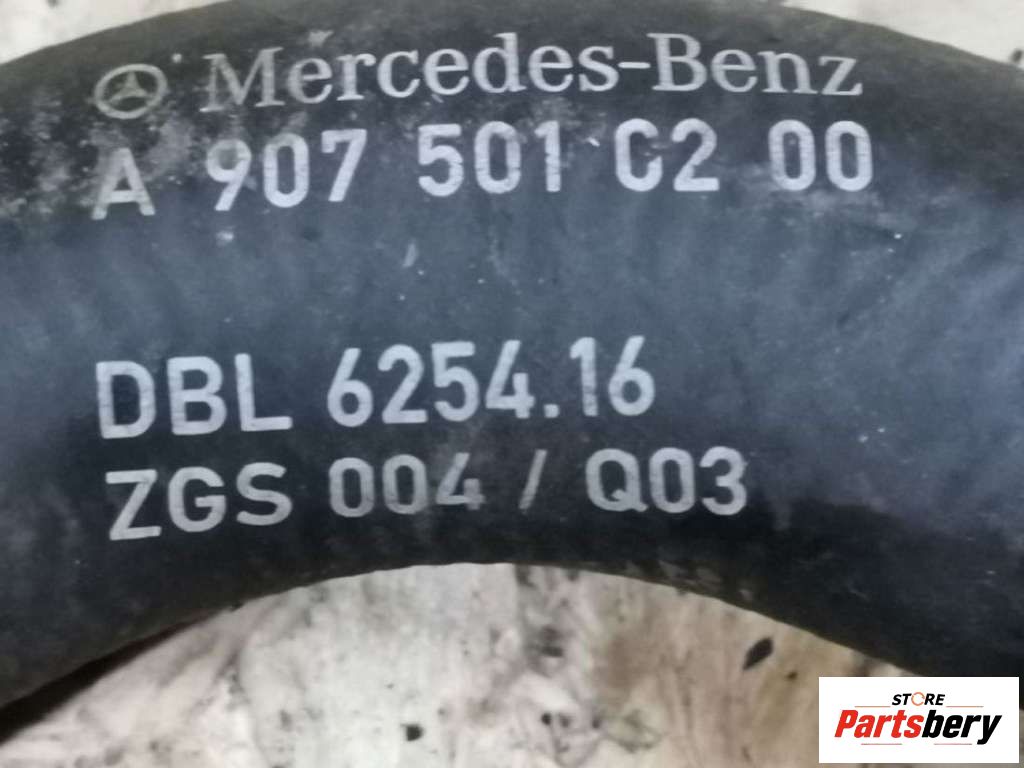 Mercedes-Benz
A 907 501 C2 00
DBL 6254.16
ZGS 004 / Q03
STORE
Partsbery